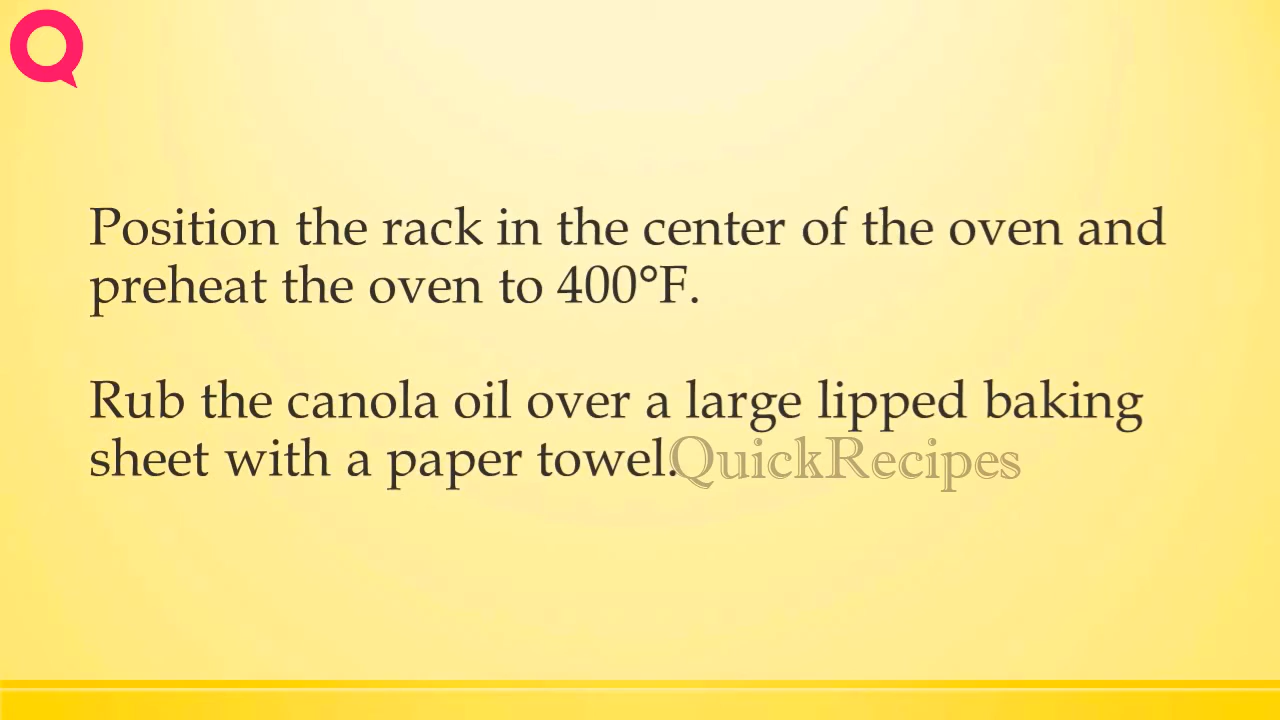 Position the rack in the center of the oven and
preheat the oven to 400°F.
Rub the canola oil over a large lipped baking
sheet with a paper towel.
QuickRecipes